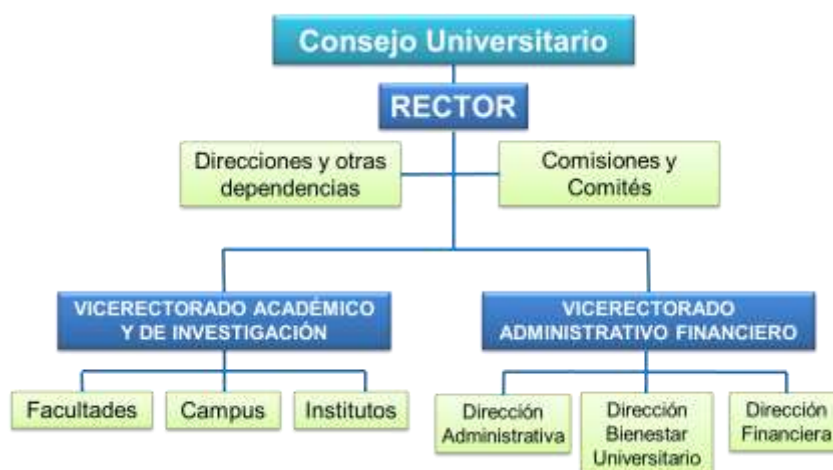 Consejo Universitario
RECTOR
Direcciones y otras
dependencias
Comisiones y
Comités
VICERECTORADO ACADÉMICO
Y DE INVESTIGACIÓN
VICERECTORADO
ADMINISTRATIVO FINANCIERO
Facultades
Campus
Institutos
Dirección
Administrativa
Dirección
Bienestar
Universitario
Dirección
Financiera